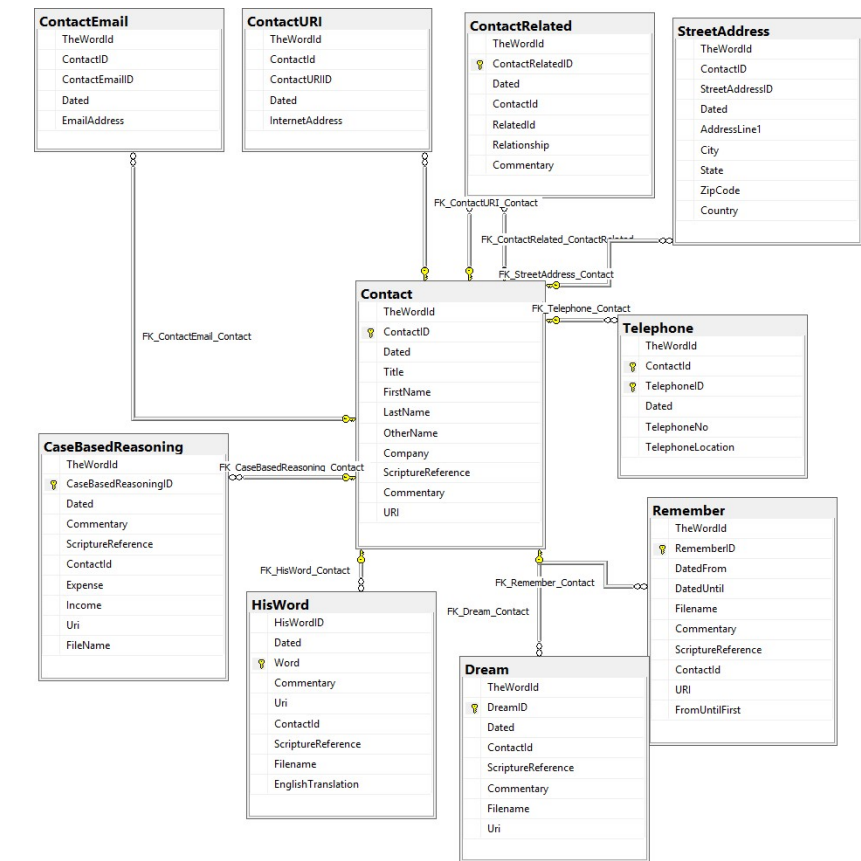 ContactEmail
TheWordId
ContactID
ContactEmailID
Dated
EmailAddress
ContactURI
TheWordId
ContactId
ContactURIID
Dated
InternetAddress
ContactRelated
TheWordId
ContactRelatedID
Dated
ContactId
RelatedId
Relationship
Commentary
StreetAddress
TheWordId
ContactID
StreetAddressID
Dated
AddressLine1
City
State
ZipCode
Country
FK_ContactURI_Contact
FK_ContactRelated_ContactRelated
FK_StreetAddress_Contact
FK_Telephone_Contact
FK_ContactEmail_Contact
Contact
TheWordId
ContactID
Dated
Title
FirstName
LastName
OtherName
Company
ScriptureReference
Commentary
URI
Telephone
TheWordId
ContactId
TelephoneID
Dated
TelephoneNo
TelephoneLocation
CaseBasedReasoning
TheWordId
CaseBasedReasoningID
Dated
Commentary
ScriptureReference
ContactId
Expense
Income
Uri
FileName
FK_CaseBasedReasoning_Contact
FK_HisWord_Contact
FK_Remember_Contact
FK_Dream_Contact
Remember
TheWordId
RememberID
DatedFrom
DatedUntil
Filename
Commentary
ScriptureReference
ContactId
URI
FromUntilFirst
HisWord
HisWordID
Dated
Word
Commentary
Uri
ContactId
ScriptureReference
Filename
EnglishTranslation
Dream
TheWordId
DreamID
Dated
ContactId
ScriptureReference
Commentary
Filename
Uri